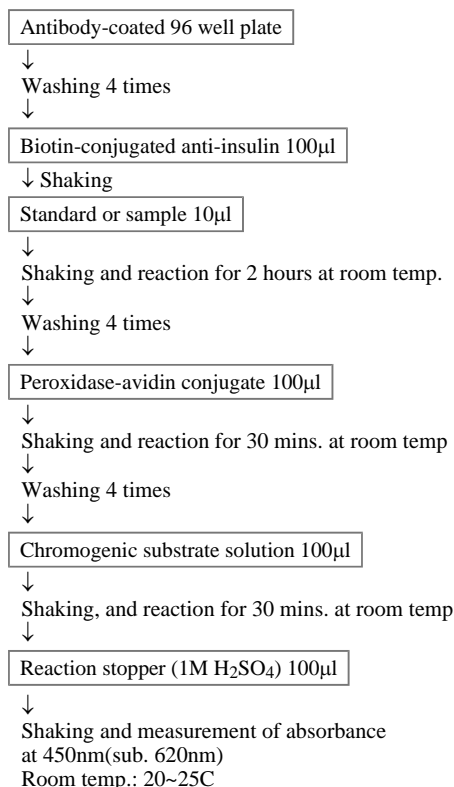 Antibody-coated 96 well plate
↓
Washing 4 times
↓
Biotin-conjugated anti-insulin 100μl
↓ Shaking
Standard or sample 10μl
↓
Shaking and reaction for 2 hours at room temp.
↓
Washing 4 times
↓
Peroxidase-avidin conjugate 100μl
↓
Shaking and reaction for 30 mins. at room temp
↓
Washing 4 times
↓
Chromogenic substrate solution 100μl
↓
Shaking, and reaction for 30 mins. at room temp
↓
Reaction stopper (1M H₂SO₄) 100μl
↓
Shaking and measurement of absorbance
at 450nm(sub. 620nm)
Room temp.: 20~25C